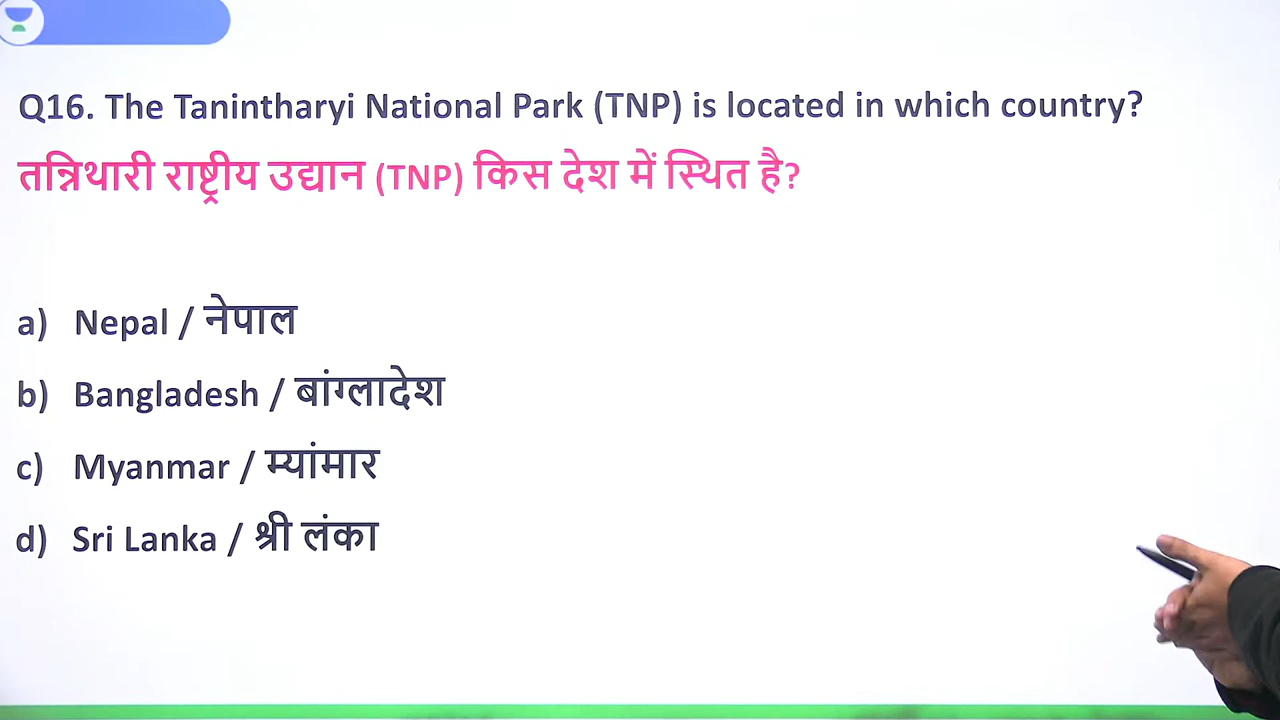 Q16. The Tanintharyi National Park (TNP) is located in which country?
तन्निथारी राष्ट्रीय उद्यान (TNP) किस देश में स्थित है?
a) Nepal / नेपाल
b) Bangladesh / बांग्लादेश
c) Myanmar / म्यांमार
d) Sri Lanka / श्री लंका